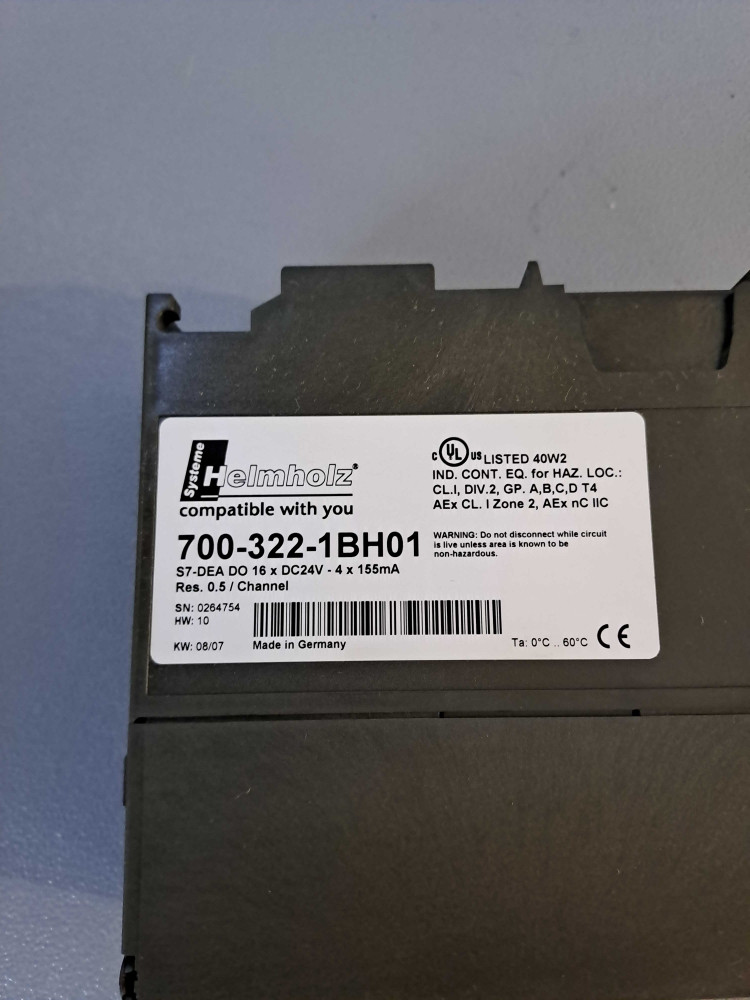 Systeme
Helmholz®
compatible with you
700-322-1BH01
S7-DEA DO 16 x DC24V - 4 x 155mA
Res. 0.5 / Channel
SN: 0264754
HW: 10
KW: 08/07
Made in Germany
c UL us LISTED 40W2
IND. CONT. EQ. for HAZ. LOC.:
CL.I, DIV.2, GP. A,B,C,D T4
AEx CL. I Zone 2, AEx nC IIC
WARNING: Do not disconnect while circuit
is live unless area is known to be
non-hazardous.
Ta: 0°C .. 60°C CE